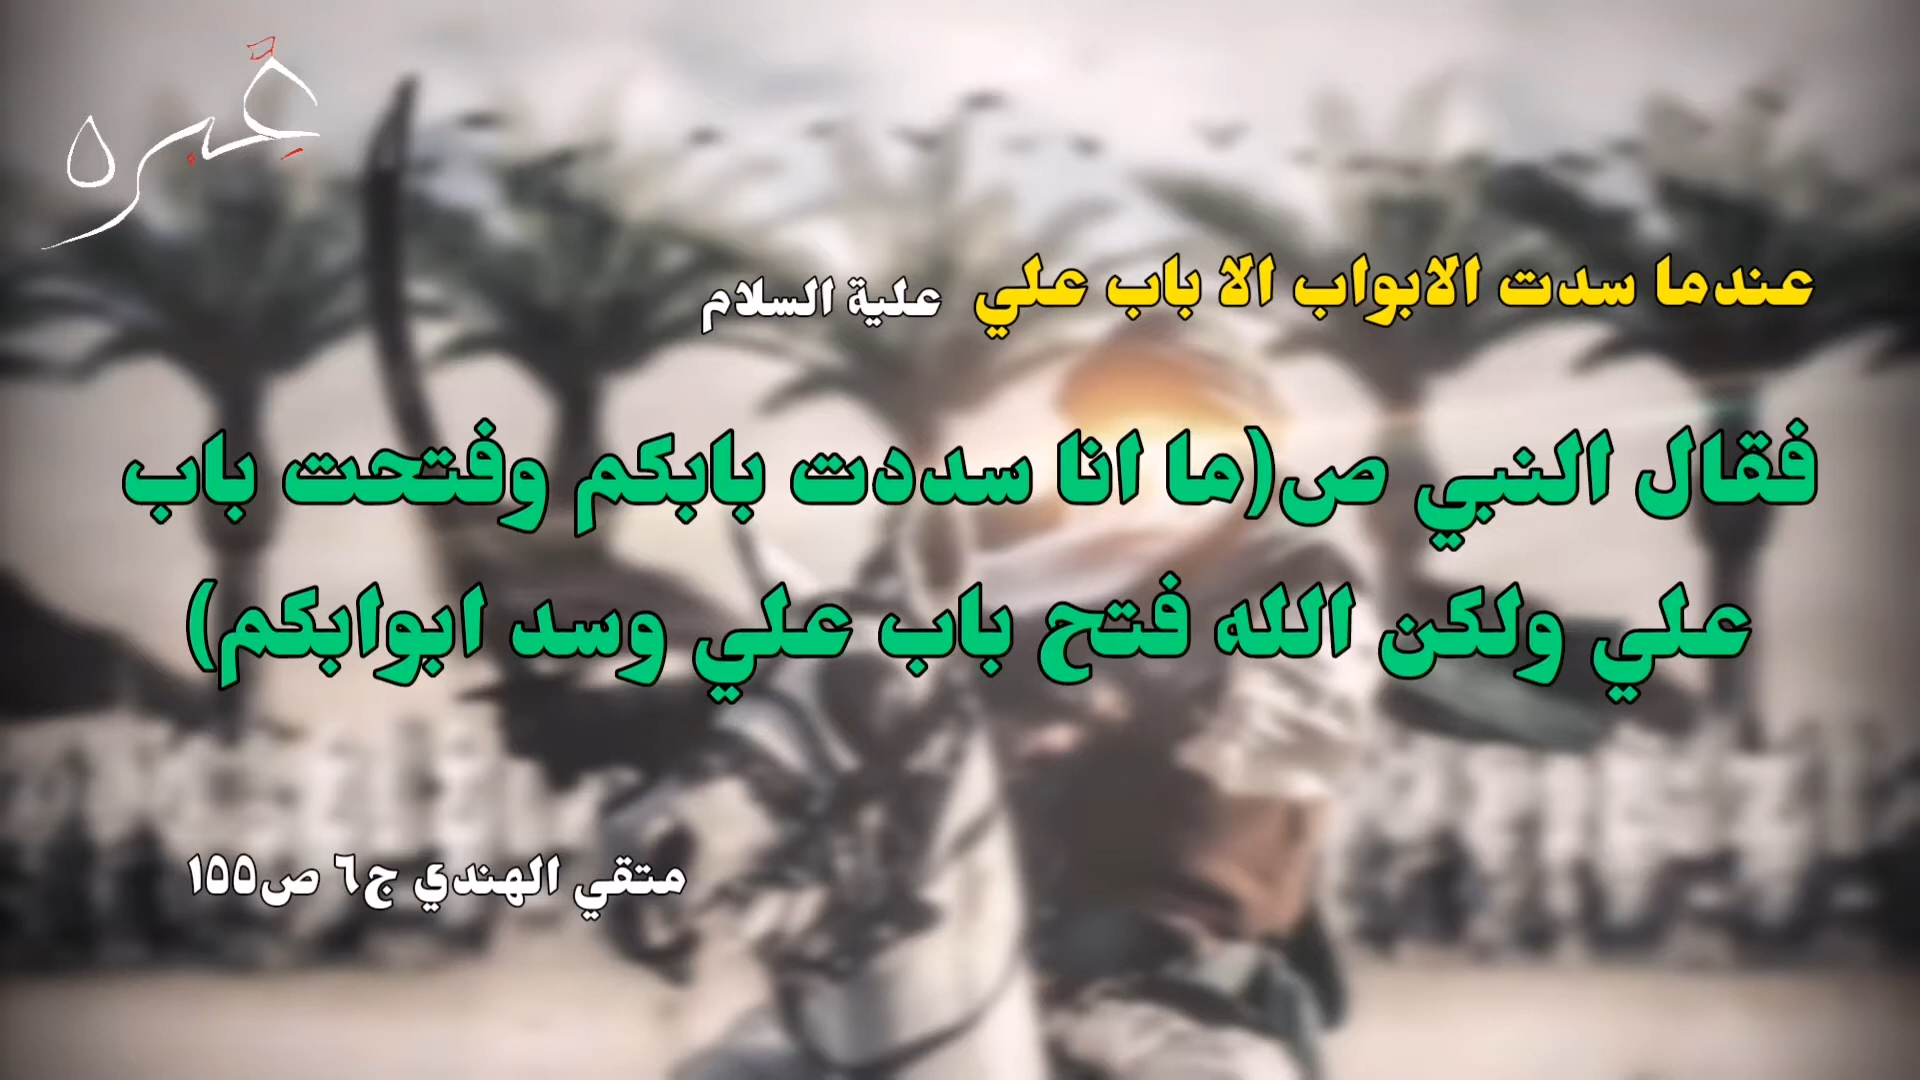 عِبره
عندما سدت الابواب الا باب علي علية السلام
فقال النبي ص(ما انا سددت بابكم وفتحت باب
علي ولكن الله فتح باب علي وسد ابوابكم)
متقي الهندي ج٦ ص١٥٥